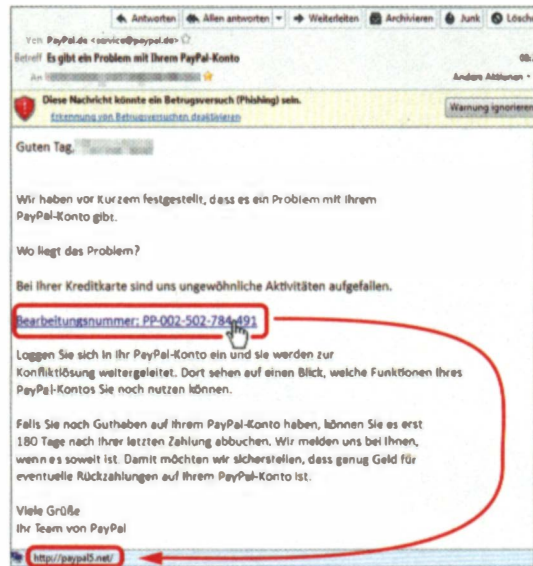 Antworten Allen antworten Weiterleiten Archivieren Junk Lösche
Von PayPal.de <service@paypal.de>
Betreff Es gibt ein Problem mit Ihrem PayPal-Konto
An Andere Aktionen
Diese Nachricht könnte ein Betrugsversuch (Phishing) sein.
Erkennung von Betrugsversuchen deaktivieren
Warnung ignorieren
Guten Tag,
Wir haben vor Kurzem festgestellt, dass es ein Problem mit Ihrem
PayPal-Konto gibt.
Wo liegt das Problem?
Bei Ihrer Kreditkarte sind uns ungewöhnliche Aktivitäten aufgefallen.
Bearbeitungsnummer: PP-002-502-784-491
Loggen Sie sich in Ihr PayPal-Konto ein und sie werden zur
Konfliktlösung weitergeleitet. Dort sehen auf einen Blick, welche Funktionen Ihres
PayPal-Kontos Sie noch nutzen können.
Falls Sie noch Guthaben auf Ihrem PayPal-Konto haben, können Sie es erst
180 Tage nach Ihrer letzten Zahlung abbuchen. Wir melden uns bei Ihnen,
wenn es soweit ist. Damit möchten wir sicherstellen, dass genug Geld für
eventuelle Rückzahlungen auf Ihrem PayPal-Konto ist.
Viele Grüße
Ihr Team von PayPal
http://paypal5.net/